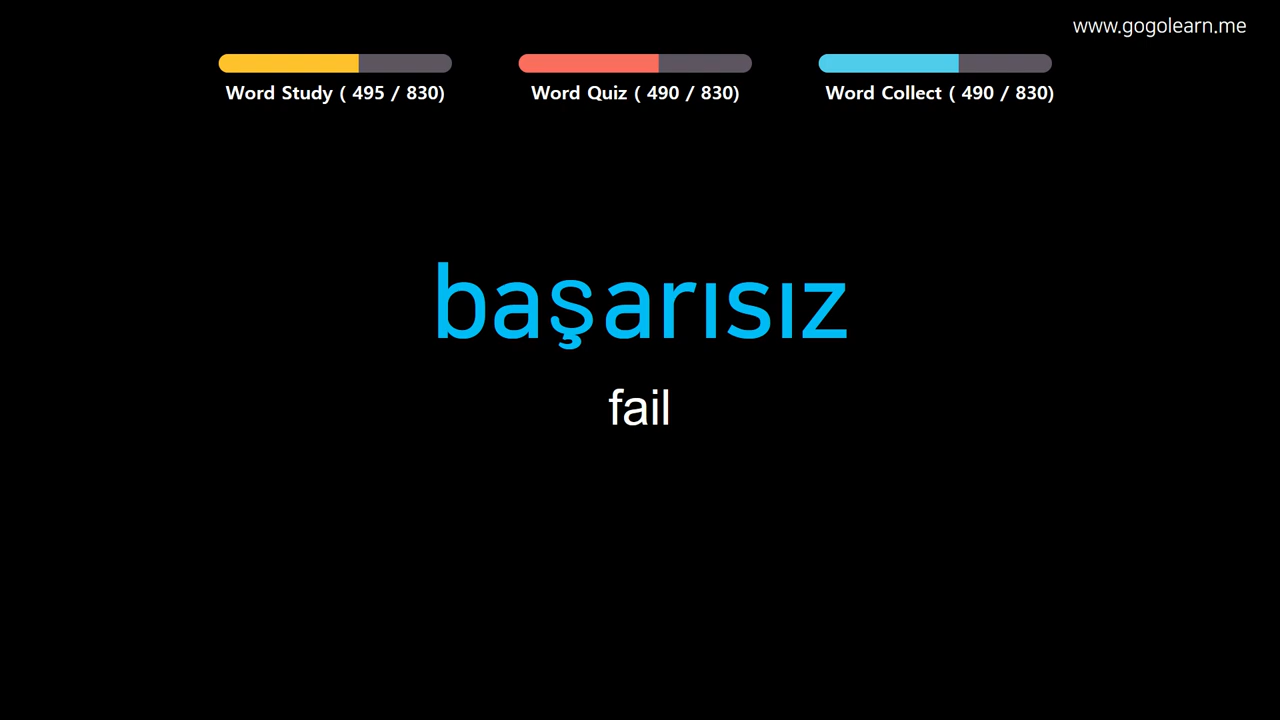 www.gogolearn.me
Word Study ( 495 / 830)
Word Quiz ( 490 / 830)
Word Collect ( 490 / 830)
başarısız
fail